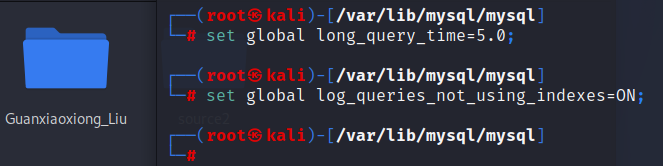 ┌──(root㉿kali)-[/var/lib/mysql/mysql]
└─# set global long_query_time=5.0;
┌──(root㉿kali)-[/var/lib/mysql/mysql]
└─# set global log_queries_not_using_indexes=ON;
┌──(root㉿kali)-[/var/lib/mysql/mysql]
└─#
Guanxiaoxiong_Liu
source2